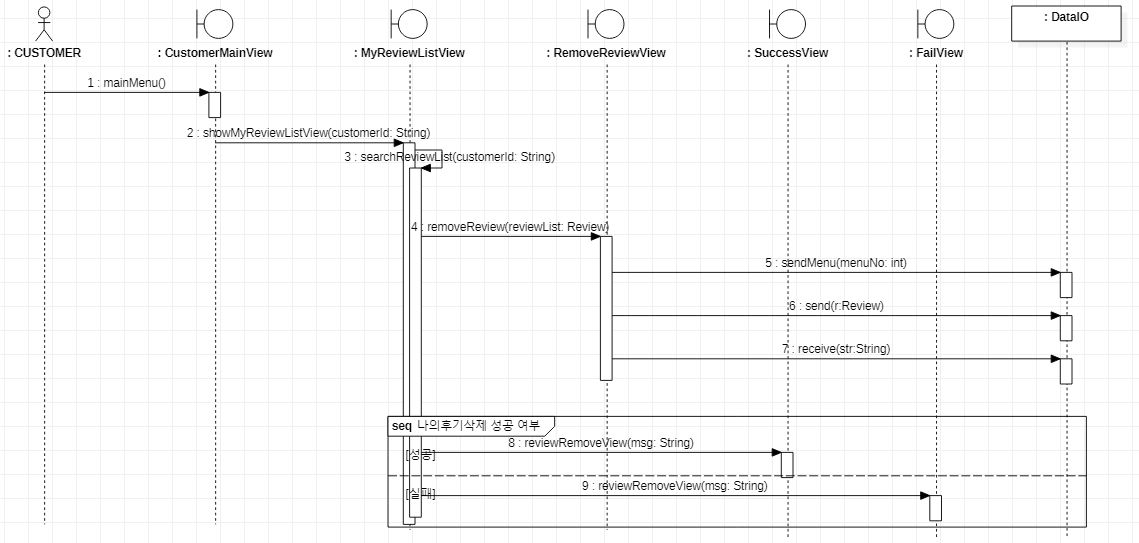 : CUSTOMER
: CustomerMainView
: MyReviewListView
: RemoveReviewView
: SuccessView
: FailView
: DataIO
1 : mainMenu()
2 : showMyReviewListView(customerId: String)
3 : searchReviewList(customerId: String)
4 : removeReview(reviewList: Review)
5 : sendMenu(menuNo: int)
6 : send(r:Review)
7 : receive(str:String)
seq 나의후기삭제 성공 여부
8 : reviewRemoveView(msg: String)
[성공]
9 : reviewRemoveView(msg: String)
[실패]